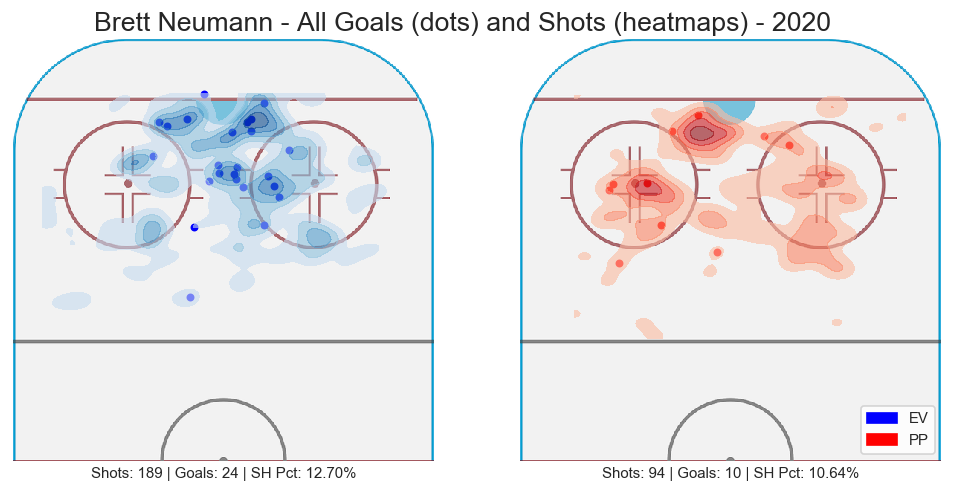 Brett Neumann - All Goals (dots) and Shots (heatmaps) - 2020
EV
PP
Shots: 189 | Goals: 24 | SH Pct: 12.70%
Shots: 94 | Goals: 10 | SH Pct: 10.64%